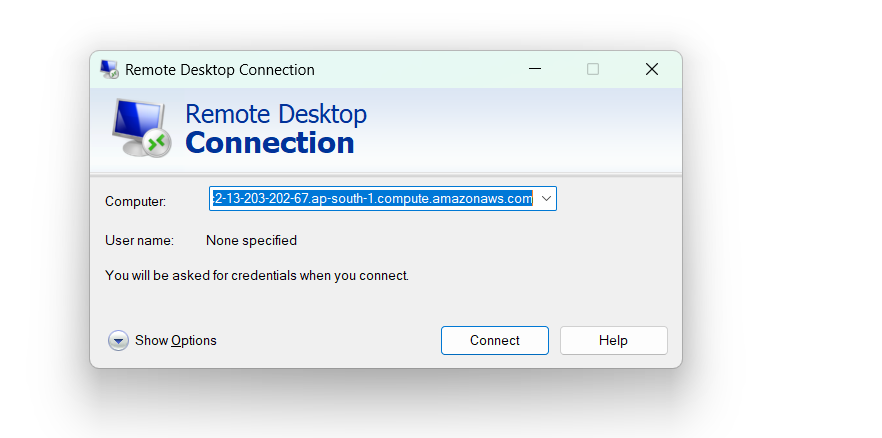 Remote Desktop Connection
Remote Desktop
Connection
Computer: :2-13-203-202-67.ap-south-1.compute.amazonaws.com
User name: None specified
You will be asked for credentials when you connect.
Show Options Connect Help